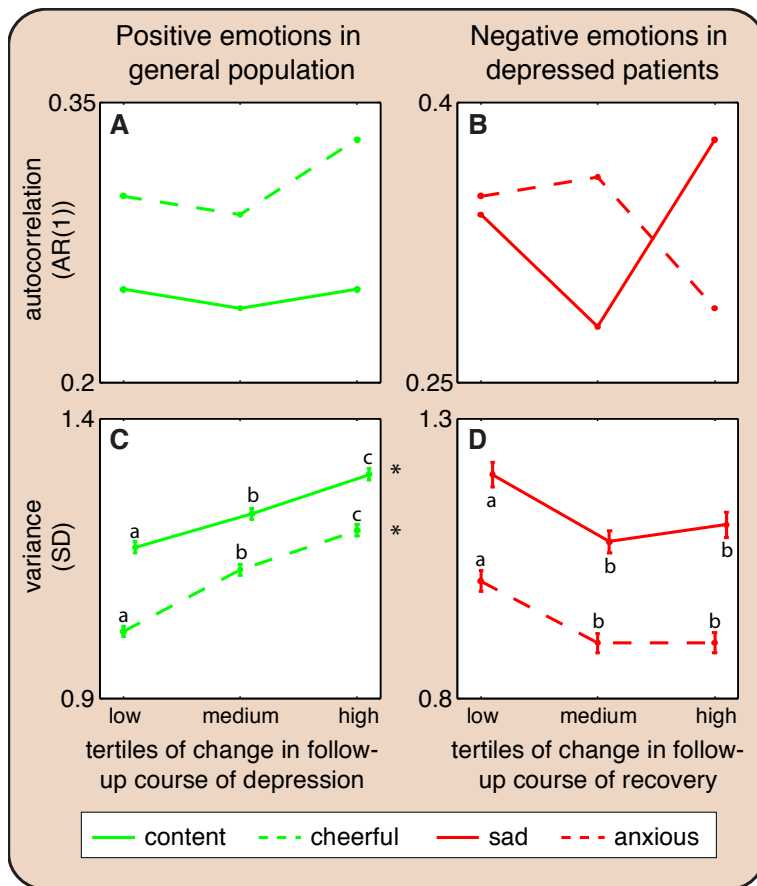 Positive emotions in
general population
Negative emotions in
depressed patients
autocorrelation
(AR(1))
0.35
0.2
A
0.4
0.25
B
variance
(SD)
1.4
0.9
C
a
b
c
*
a
b
c
*
1.3
0.8
D
a
b
b
a
b
b
low medium high
low medium high
tertiles of change in follow-
up course of depression
tertiles of change in follow-
up course of recovery
content cheerful sad anxious